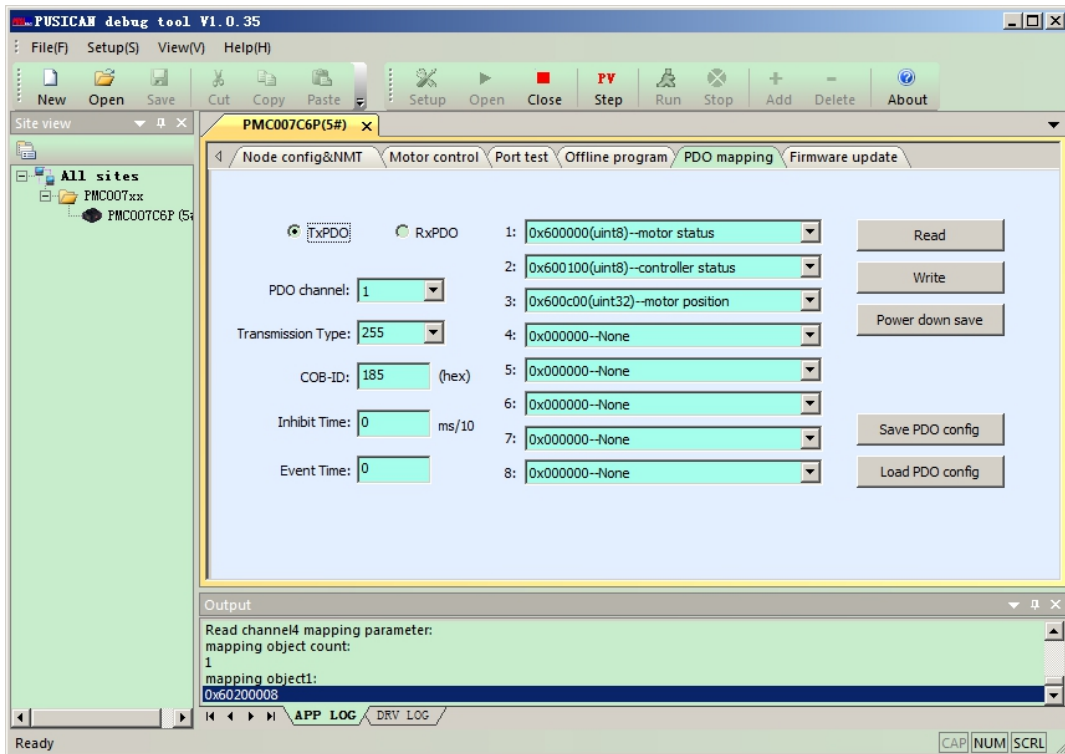 PUSICAN debug tool V1.0.35
File(F) Setup(S) View(V) Help(H)
New Open Save Cut Copy Paste Setup Open Close PV Step Run Stop Add Delete About
Site view
PMC007C6P(5#)
All sites
PMC007xx
PMC007C6P(5#
Node config&NMT Motor control Port test Offline program PDO mapping Firmware update
TxPDO RxPDO
PDO channel: 1
Transmission Type: 255
COB-ID: 185 (hex)
Inhibit Time: 0 ms/10
Event Time: 0
1: 0x600000(uint8)--motor status
2: 0x600100(uint8)--controller status
3: 0x600c00(uint32)--motor position
4: 0x000000--None
5: 0x000000--None
6: 0x000000--None
7: 0x000000--None
8: 0x000000--None
Read
Write
Power down save
Save PDO config
Load PDO config
Output
Read channel4 mapping parameter:
mapping object count:
1
mapping object1:
0x60200008
APP LOG DRV LOG
Ready
CAP NUM SCRL